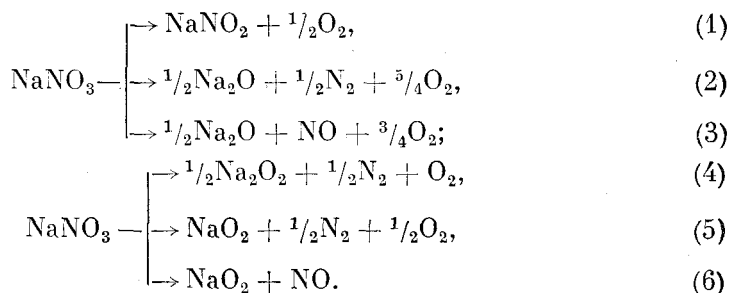 → NaNO₂ + ¹/₂O₂, (1)
NaNO₃ → ¹/₂Na₂O + ¹/₂N₂ + ⁵/₄O₂, (2)
→ ¹/₂Na₂O + NO + ³/₄O₂; (3)
→ ¹/₂Na₂O₂ + ¹/₂N₂ + O₂, (4)
NaNO₃ → NaO₂ + ¹/₂N₂ + ¹/₂O₂, (5)
→ NaO₂ + NO. (6)